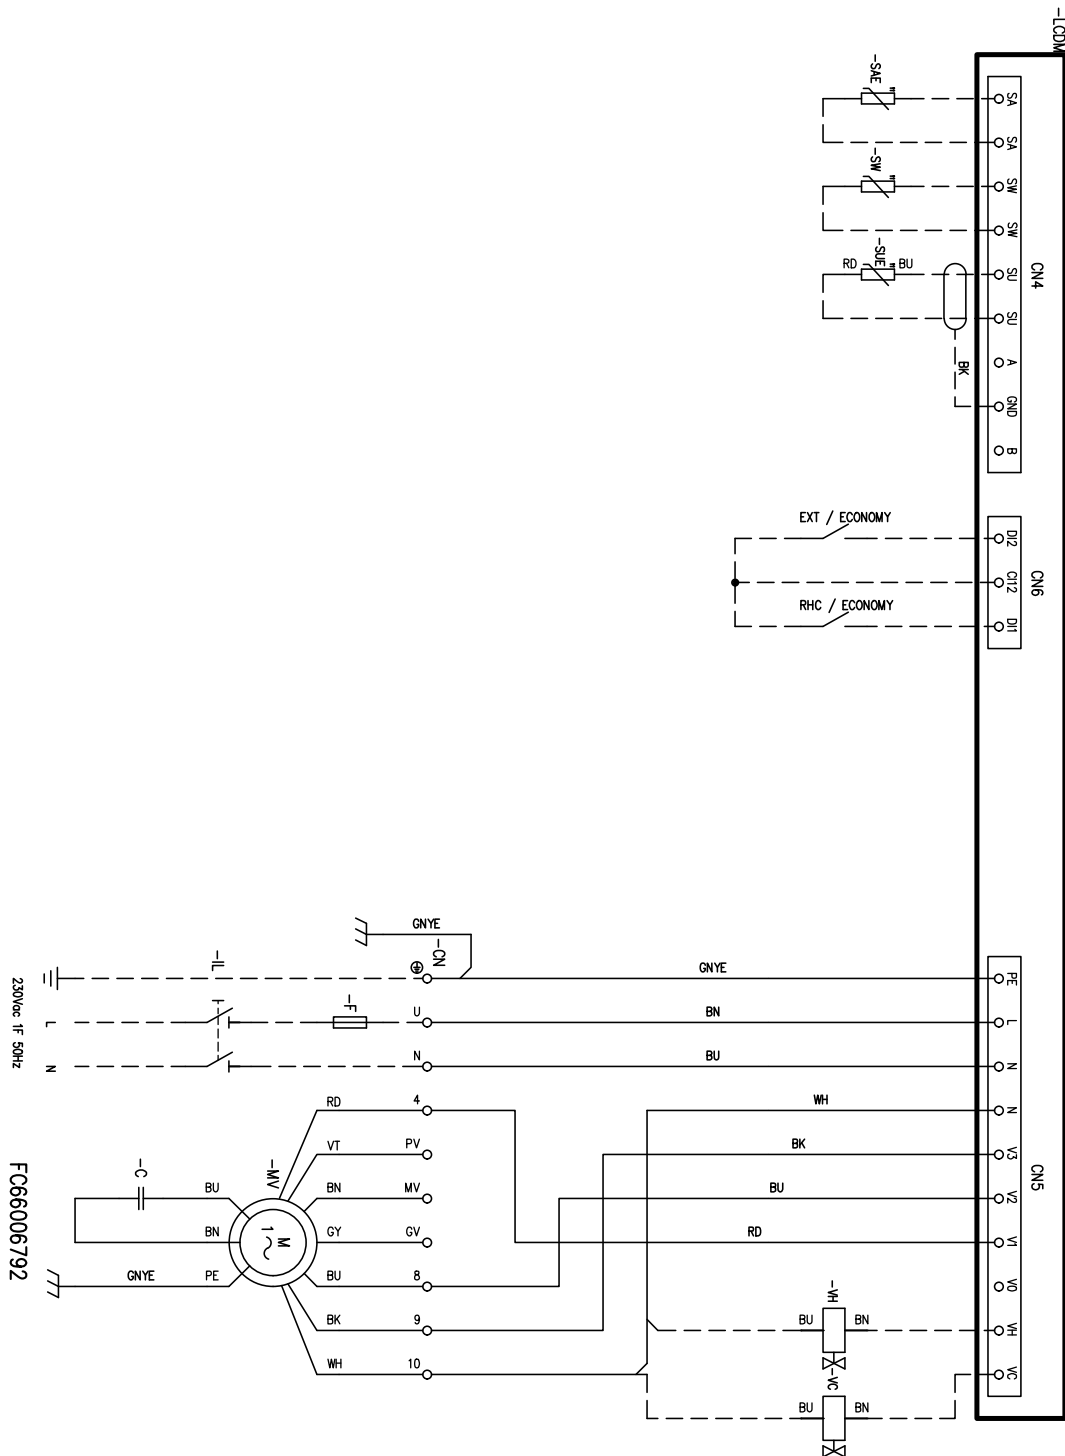 -LCDM
-SAE
SA
SA
-SW
SW
SW
CN4
-SUE
RD
BU
SU
SU
A
BK
GND
B
EXT / ECONOMY
DI2
CI12
CN6
RHC / ECONOMY
DI1
GNYE
-CN
-IL
GNYE
PE
-F
U
BN
L
L
N
BU
N
N
230Vac 1F 50Hz
RD
4
WH
N
VT
PV
BK
V3
CN5
-C
-MV
BU
BN
MV
BU
V2
BN
M
1
GY
GV
RD
V1
GNYE
PE
BU
8
V0
FC66006792
-VH
BK
9
BU
BN
VH
WH
10
-VC
VC
BU
BN